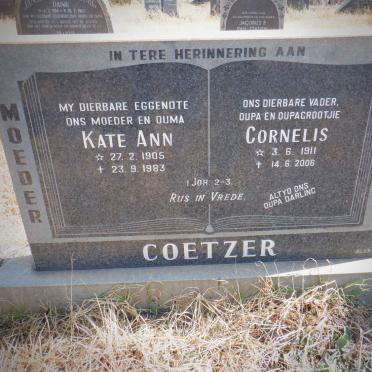 IN TERE HERINNERING AAN
MOEDER
MY DIERBARE EGGENOTE
ONS MOEDER EN OUMA
KATE ANN
☆ 27. 2. 1905
✝ 23. 9. 1983
ONS DIERBARE VADER,
OUPA EN OUPAGROOTJIE
CORNELIS
☆ 3. 6. 1911
✝ 14. 6. 2006
1 JOH. 2-3
RUS IN VREDE.
ALTYD ONS
OUPA DARLING
COETZER